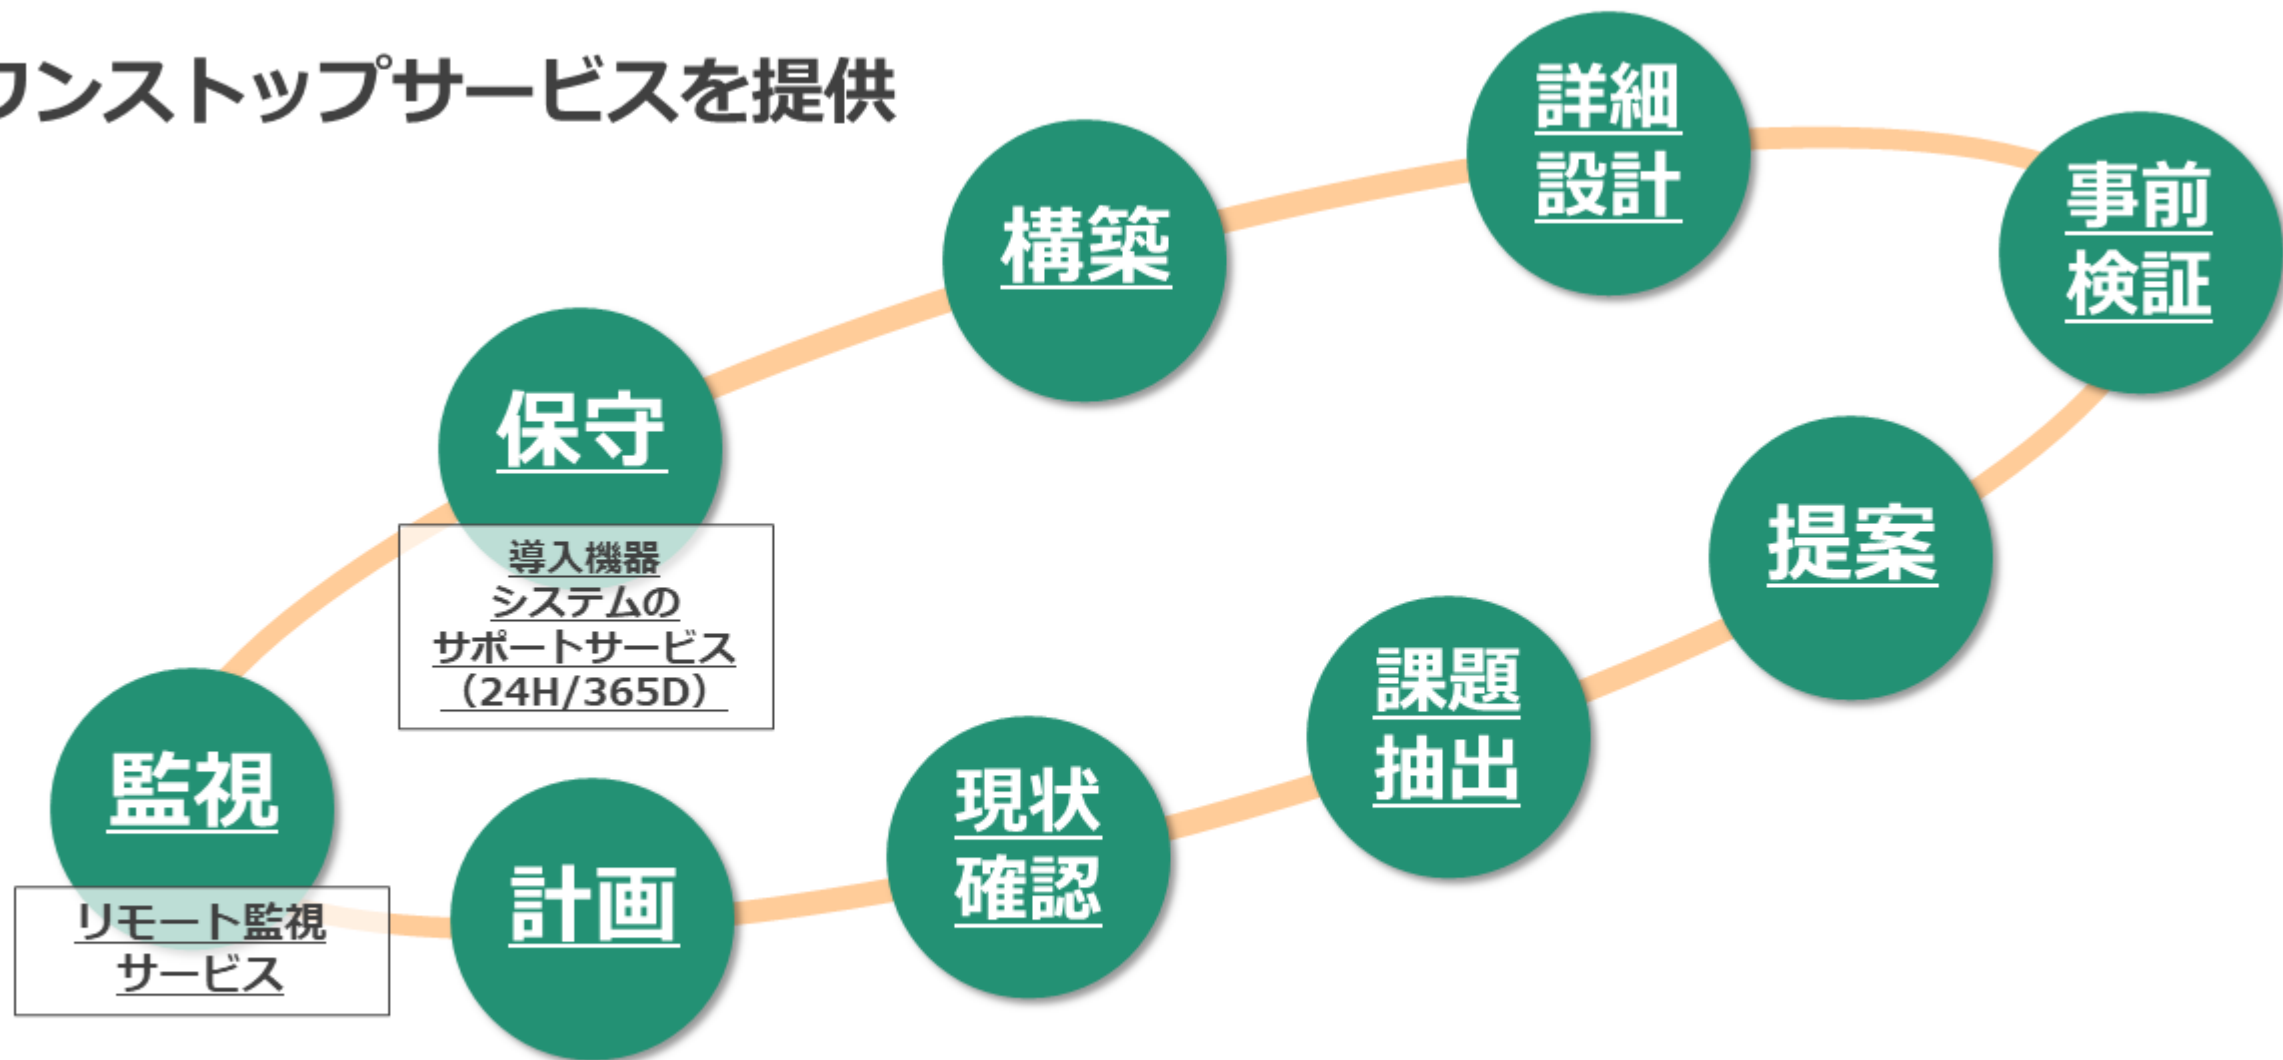 ワンストップサービスを提供
詳細
設計
事前
検証
構築
保守
導入機器
システムの
サポートサービス
（24H/365D）
提案
課題
抽出
現状
確認
計画
監視
リモート監視
サービス